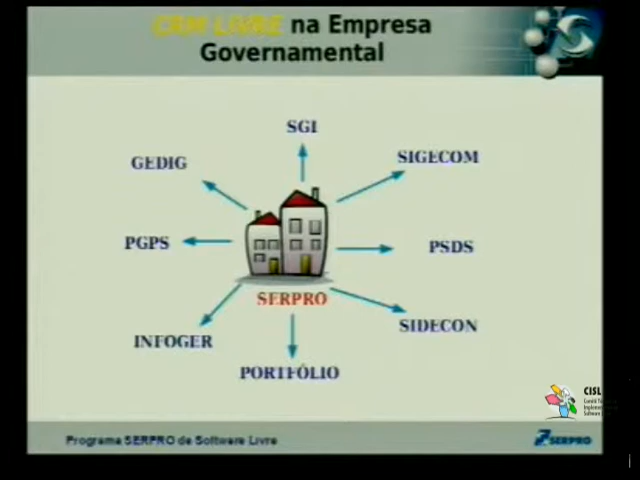 CRM LIVRE na Empresa
Governamental
SGI
GEDIG
SIGECOM
PGPS
PSDS
SERPRO
SIDECON
INFOGER
PORTFÓLIO
CISL
Programa SERPRO de Software Livre
SERPRO